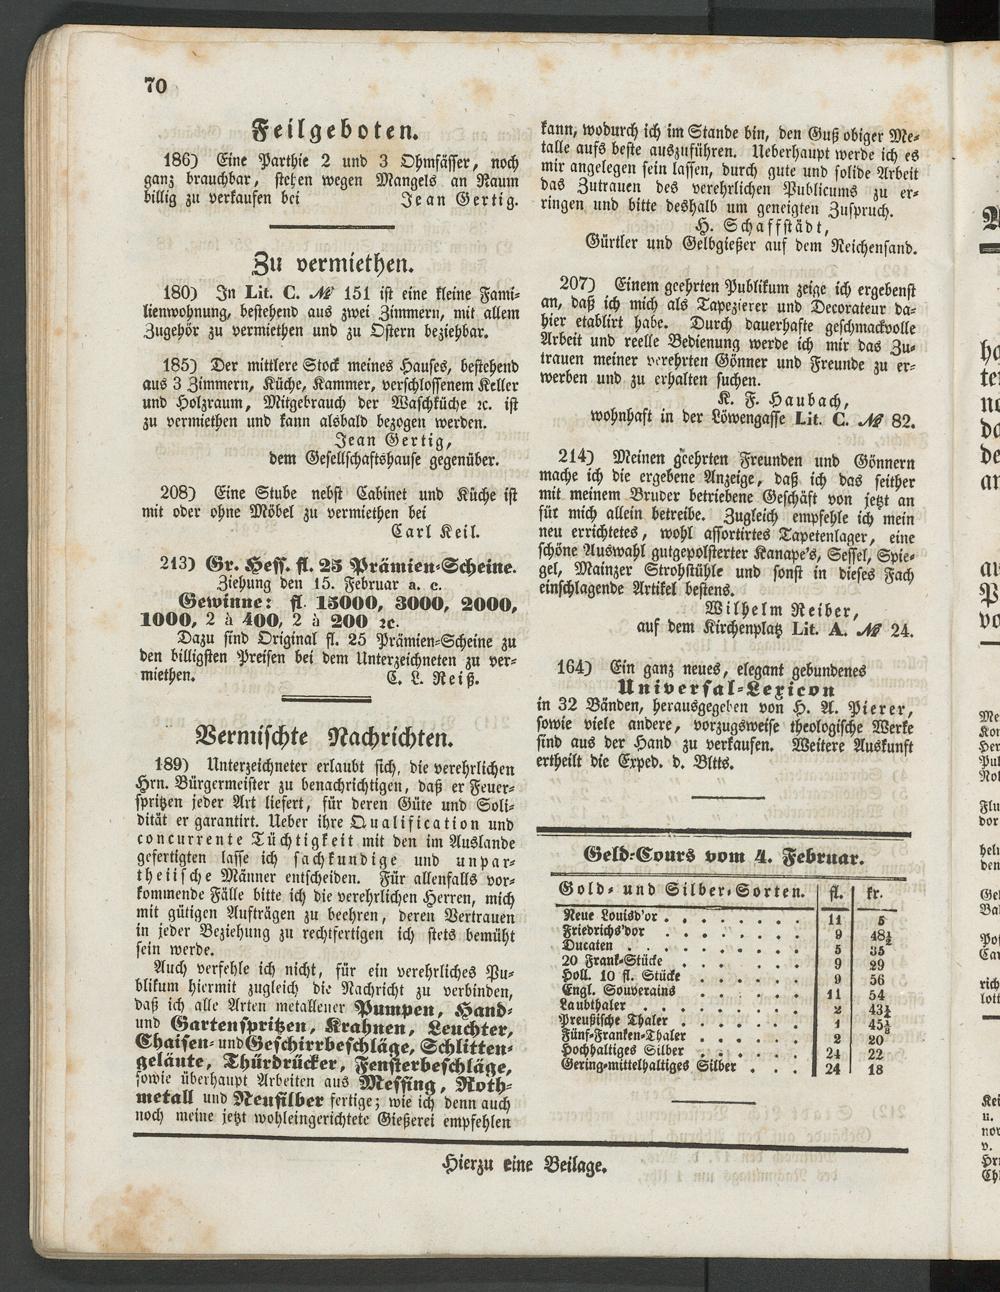 70
Feilgeboten.
186) Eine Parthie 2 und 3 Ohmfässer, noch
ganz brauchbar, stehen wegen Mangels an Raum
billig zu verkaufen bei Jean Gertig.
Zu vermiethen.
180) In Lit. C. № 151 ist eine kleine Fami-
lienwohnung, bestehend aus zwei Zimmern, mit allem
Zugehör zu vermiethen und zu Ostern beziehbar.
185) Der mittlere Stock meines Hauses, bestehend
aus 3 Zimmern, Küche, Kammer, verschlossenem Keller
und Holzraum, Mitgebrauch der Waschküche ꝛc. ist
zu vermiethen und kann alsbald bezogen werden.
Jean Gertig,
dem Gesellschaftshause gegenüber.
208) Eine Stube nebst Cabinet und Küche ist
mit oder ohne Möbel zu vermiethen bei
Carl Keil.
213) Gr. Hess. fl. 25 Prämien-Scheine.
Ziehung den 15. Februar a. c.
Gewinne: fl. 15000, 3000, 2000,
1000, 2 à 400, 2 à 200 ꝛc.
Dazu sind Original fl. 25 Prämien-Scheine zu
den billigsten Preisen bei dem Unterzeichneten zu ver-
miethen. C. L. Reiß.
Vermischte Nachrichten.
189) Unterzeichneter erlaubt sich, die verehrlichen
Hrn. Bürgermeister zu benachrichtigen, daß er Feuer-
spritzen jeder Art liefert, für deren Güte und Soli-
dität er garantirt. Ueber ihre Qualification und
concurrente Tüchtigkeit mit den im Auslande
gefertigten lasse ich sachkundige und unpar-
theiische Männer entscheiden. Für allenfalls vor-
kommende Fälle bitte ich die verehrlichen Herren, mich
mit gütigen Aufträgen zu beehren, deren Vertrauen
in jeder Beziehung zu rechtfertigen ich stets bemüht
sein werde.
Auch verfehle ich nicht, für ein verehrliches Pu-
blikum hiermit zugleich die Nachricht zu verbinden,
daß ich alle Arten metallener Pumpen, Hand-
und Gartenspritzen, Krahnen, Leuchter,
Chaisen- und Geschirrbeschläge, Schlitten-
geläute, Thürdrücker, Fensterbeschläge,
sowie überhaupt Arbeiten aus Messing, Roth-
metall und Neusilber fertige; wie ich denn auch
noch meine jetzt wohleingerichtete Gießerei empfehlen
kann, wodurch ich im Stande bin, den Guß obiger Me-
talle aufs beste auszuführen. Ueberhaupt werde ich es
mir angelegen sein lassen, durch gute und solide Arbeit
das Zutrauen des verehrlichen Publicums zu er-
ringen und bitte deshalb um geneigten Zuspruch.
H. Schaffstädt,
Gürtler und Gelbgießer auf dem Reichensand.
207) Einem geehrten Publikum zeige ich ergebenst
an, daß ich mich als Tapezierer und Decorateur da-
hier etablirt habe. Durch dauerhafte geschmackvolle
Arbeit und reelle Bedienung werde ich mir das Zu-
trauen meiner verehrten Gönner und Freunde zu er-
werben und zu erhalten suchen.
K. F. Haubach,
wohnhaft in der Löwengasse Lit. C. № 82.
214) Meinen geehrten Freunden und Gönnern
mache ich die ergebene Anzeige, daß ich das seither
mit meinem Bruder betriebene Geschäft von jetzt an
für mich allein betreibe. Zugleich empfehle ich mein
neu errichtetes, wohl assortirtes Tapetenlager, eine
schöne Auswahl gutgepolsterter Kanape's, Sessel, Spie-
gel, Mainzer Strohstühle und sonst in dieses Fach
einschlagende Artikel bestens.
Wilhelm Reiber,
auf dem Kirchenplatz Lit. A. № 24.
164) Ein ganz neues, elegant gebundenes
Universal-Lexicon
in 32 Bänden, herausgegeben von H. A. Pierer,
sowie viele andere, vorzugsweise theologische Werke
sind aus der Hand zu verkaufen. Weitere Auskunft
ertheilt die Exped. d. Bltts.
Geld-Cours vom 4. Februar.
Gold- und Silber-Sorten. fl. kr.
Neue Louisd'or . . . . . . . . 11 5
Friedrichs'dor . . . . . . . . 9 48½
Ducaten . . . . . . . . . 5 35
20 Frank-Stücke . . . . . . . 9 29
Holl. 10 fl. Stücke . . . . . . 9 56
Engl. Souverains . . . . . . 11 54
Laubthaler . . . . . . . . . 2 43½
Preußische Thaler . . . . . . . 1 45⅛
Fünf-Franken-Thaler . . . . . . 2 20
Hochhaltiges Silber . . . . . . 24 22
Gering-mittelhaltiges Silber . . . 24 18
Hierzu eine Beilage.